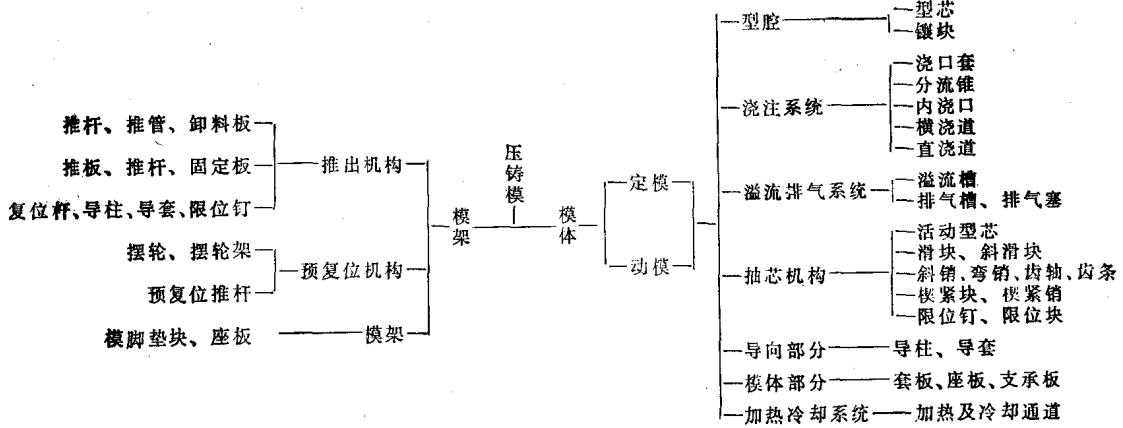 推杆、推管、卸料板
推板、推杆、固定板
复位杆、导柱、导套、限位钉
推出机构
摆轮、摆轮架
预复位推杆
预复位机构
模脚垫块、座板
模架
模架
压铸模
模体
定模
动模
型腔
型芯
镶块
浇注系统
浇口套
分流锥
内浇口
横浇道
直浇道
溢流排气系统
溢流槽
排气槽、排气塞
抽芯机构
活动型芯
滑块、斜滑块
斜销、弯销、齿轴、齿条
楔紧块、楔紧销
限位钉、限位块
导向部分
导柱、导套
模体部分
套板、座板、支承板
加热冷却系统
加热及冷却通道